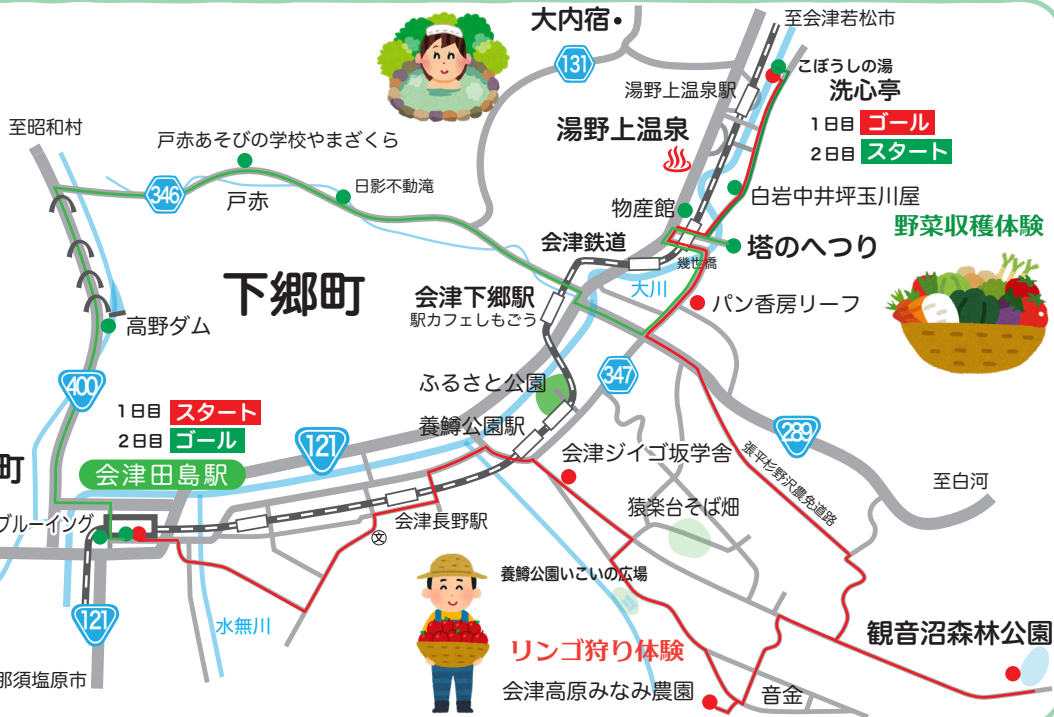 大内宿
至会津若松市
131
こぼうしの湯
洗心亭
湯野上温泉駅
1日目 ゴール
2日目 スタート
湯野上温泉
至昭和村
戸赤あそびの学校やまざくら
日影不動滝
346
戸赤
白岩中井坪玉川屋
物産館
野菜収穫体験
会津鉄道
塔のへつり
幾世橋
大川
下郷町
会津下郷駅
駅カフェしもごう
パン香房リーフ
高野ダム
347
ふるさと公園
400
1日目 スタート
2日目 ゴール
121
養鱒公園駅
289
会津ジイゴ坂学舎
張平杉野沢農免道路
町
会津田島駅
至白河
猿楽台そば畑
ブルーイング
会津長野駅
文
養鱒公園いこいの広場
121
水無川
リンゴ狩り体験
観音沼森林公園
那須塩原市
会津高原みなみ農園
音金